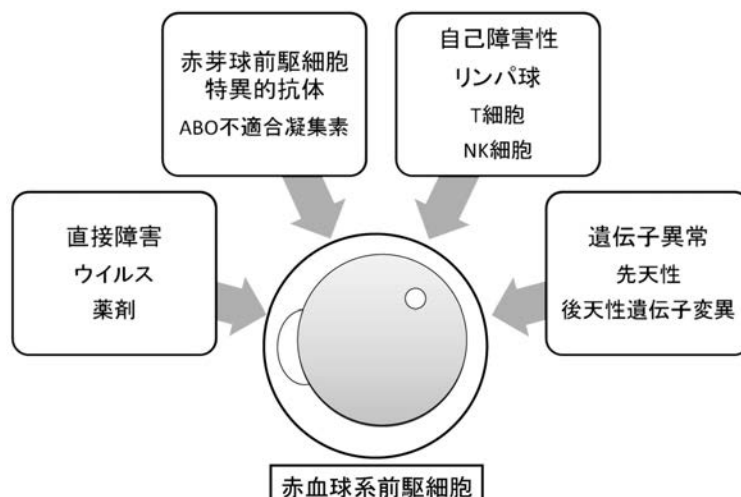 赤芽球前駆細胞
特異的抗体
ABO不適合凝集素
自己障害性
リンパ球
T細胞
NK細胞
直接障害
ウイルス
薬剤
遺伝子異常
先天性
後天性遺伝子変異
赤血球系前駆細胞